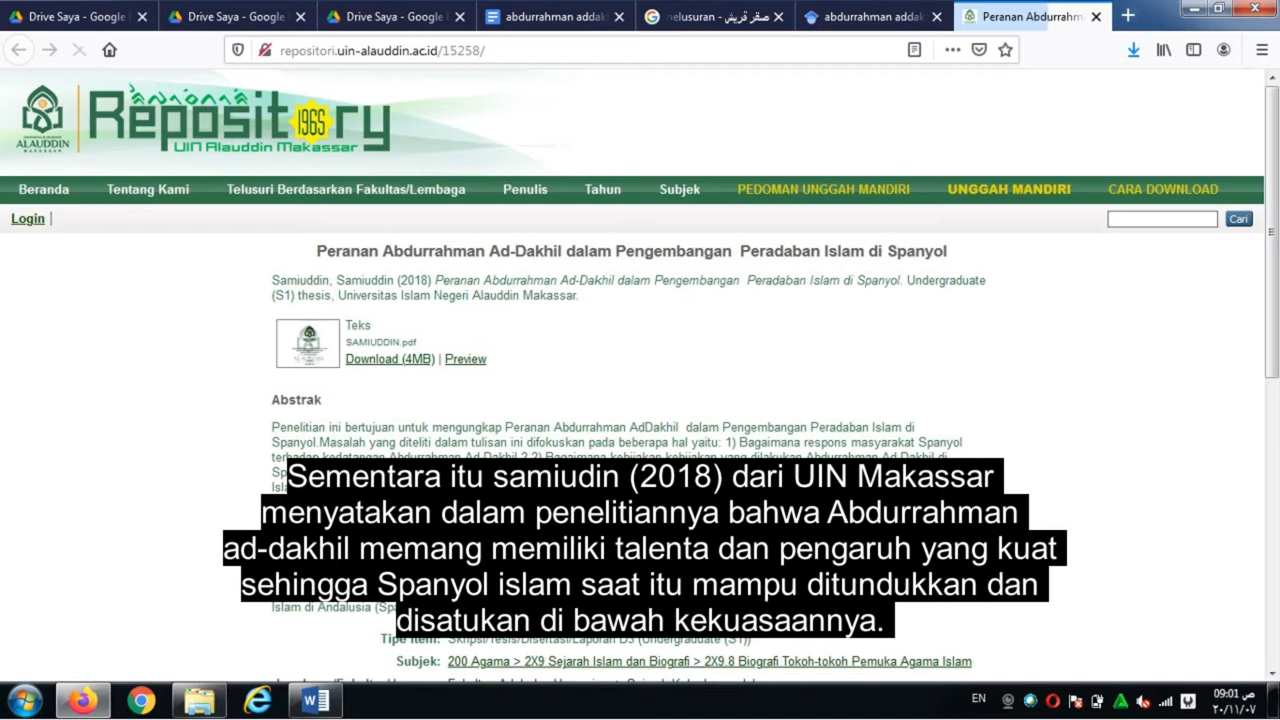 Drive Saya - Google
Drive Saya - Google
Drive Saya - Google
abdurrahman addak
nelusuran - صقر قريش
abdurrahman addak
Peranan Abdurrahm
repositori.uin-alauddin.ac.id/15258/
ALAUDDIN
Repository
1965
UIN Alauddin Makassar
Beranda
Tentang Kami
Telusuri Berdasarkan Fakultas/Lembaga
Penulis
Tahun
Subjek
PEDOMAN UNGGAH MANDIRI
UNGGAH MANDIRI
CARA DOWNLOAD
Login |
Cari
Peranan Abdurrahman Ad-Dakhil dalam Pengembangan Peradaban Islam di Spanyol
Samiuddin, Samiuddin (2018) Peranan Abdurrahman Ad-Dakhil dalam Pengembangan Peradaban Islam di Spanyol. Undergraduate
(S1) thesis, Universitas Islam Negeri Alauddin Makassar.
Teks
SAMIUDDIN.pdf
Download (4MB) | Preview
Abstrak
Penelitian ini bertujuan untuk mengungkap Peranan Abdurrahman AdDakhil dalam Pengembangan Peradaban Islam di
Spanyol.Masalah yang diteliti dalam tulisan ini difokuskan pada beberapa hal yaitu: 1) Bagaimana respons masyarakat Spanyol
Sementara itu samiudin (2018) dari UIN Makassar
menyatakan dalam penelitiannya bahwa Abdurrahman
ad-dakhil memang memiliki talenta dan pengaruh yang kuat
sehingga Spanyol islam saat itu mampu ditundukkan dan
disatukan di bawah kekuasaannya.
Islam di Andalusia (Sp
Subjek: 200 Agama > 2X9 Sejarah Islam dan Biografi > 2X9.8 Biografi Tokoh-tokoh Pemuka Agama Islam
EN
09:01 ص
٢٠/١١/٠٧